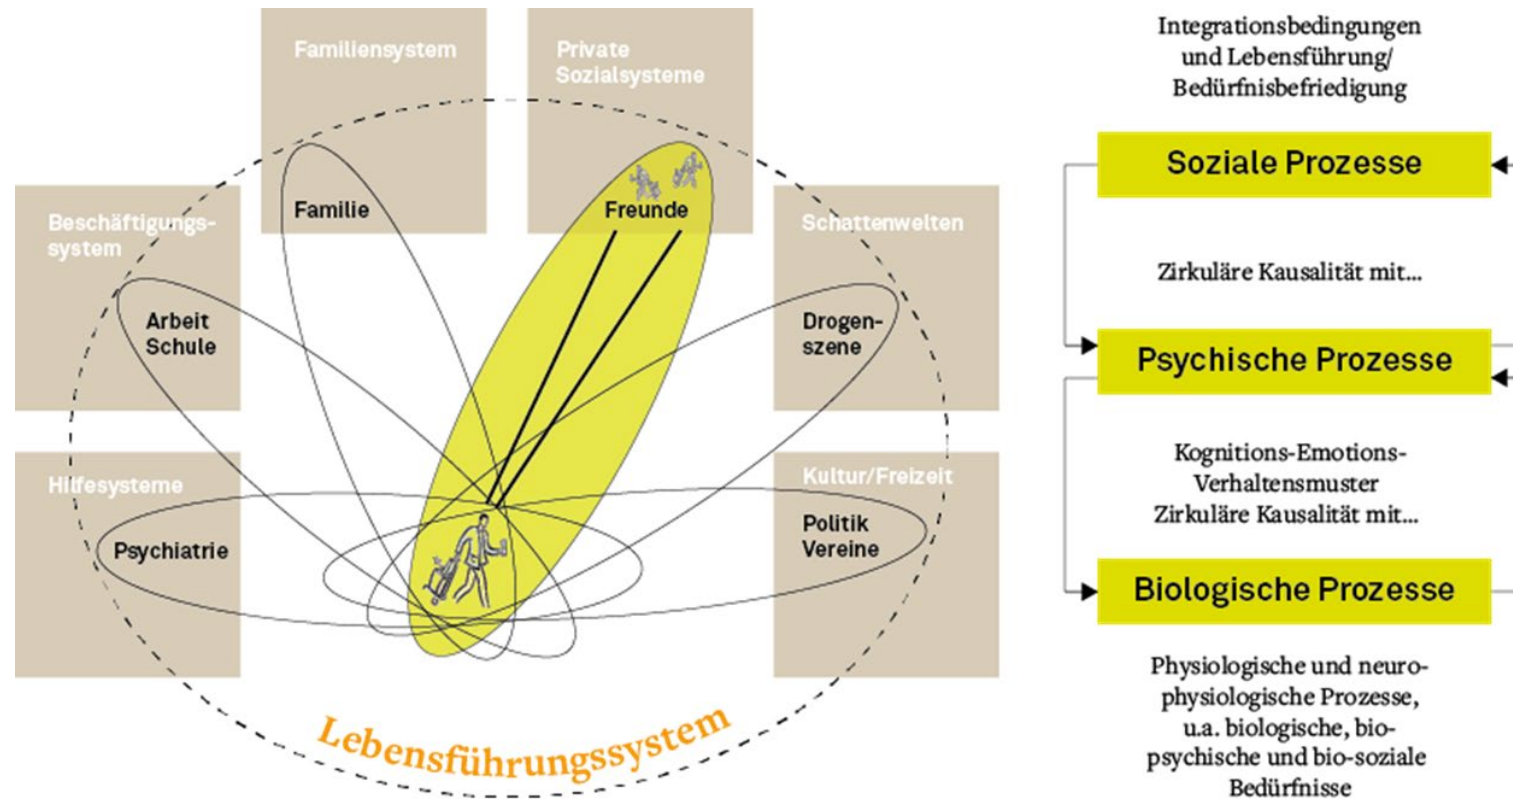 Familiensystem
Private
Sozialsysteme
Familie
Freunde
Beschäftigungs-
system
Schattenwelten
Arbeit
Schule
Drogen-
szene
Hilfesysteme
Kultur/Freizeit
Psychiatrie
Politik
Vereine
Lebensführungssystem
Integrationsbedingungen
und Lebensführung/
Bedürfnisbefriedigung
Soziale Prozesse
Zirkuläre Kausalität mit...
Psychische Prozesse
Kognitions-Emotions-
Verhaltensmuster
Zirkuläre Kausalität mit...
Biologische Prozesse
Physiologische und neuro-
physiologische Prozesse,
u.a. biologische, bio-
psychische und bio-soziale
Bedürfnisse